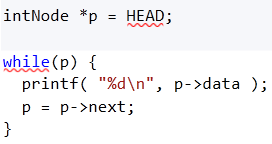 intNode *p = HEAD;
while(p) {
  printf( "%d\n", p->data );
  p = p->next;
}